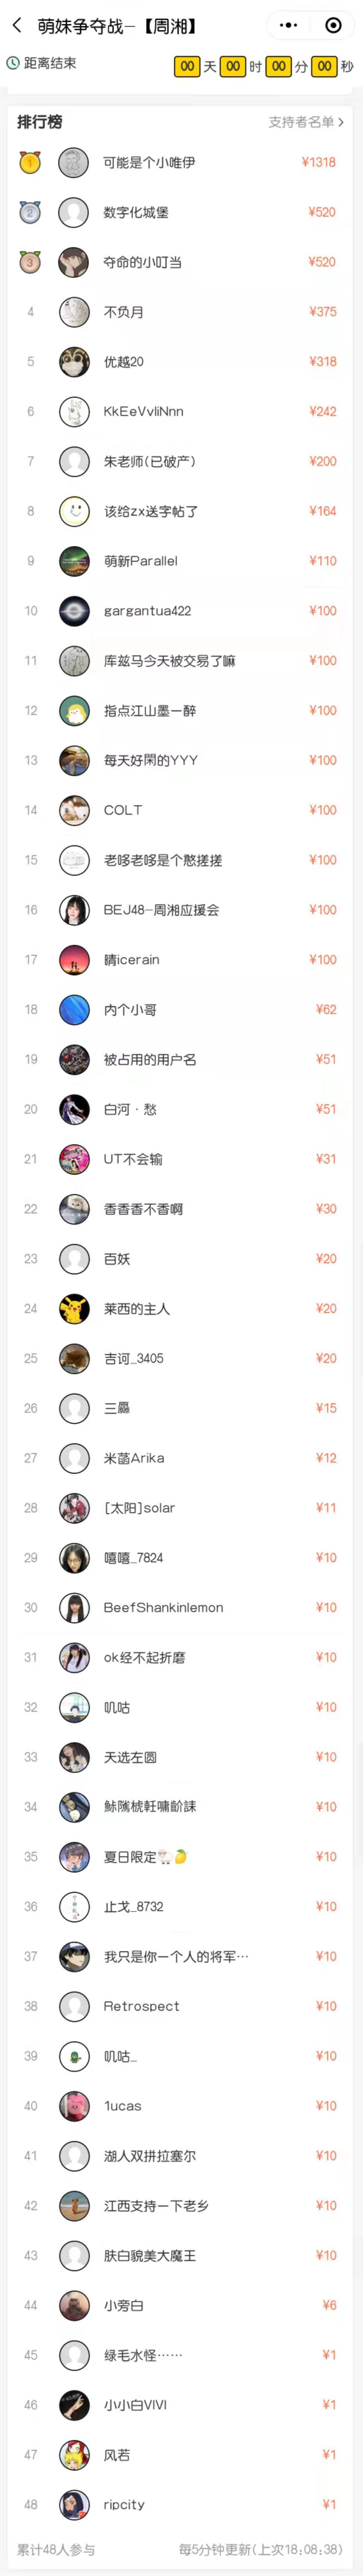 萌妹争夺战-【周湘】
距离结束 00 天 00 时 00 分 00 秒
排行榜 支持者名单 >
1 可能是个小唯伊 ¥1318
2 数字化城堡 ¥520
3 夺命的小叮当 ¥520
4 不负月 ¥375
5 优越20 ¥318
6 KkEeVvIiNnn ¥242
7 朱老师(已破产) ¥200
8 该给zx送字帖了 ¥164
9 萌新Parallel ¥110
10 gargantua422 ¥100
11 库兹马今天被交易了嘛 ¥100
12 指点江山墨一醉 ¥100
13 每天好閑的YYY ¥100
14 COLT ¥100
15 老哆老哆是个憨搓搓 ¥100
16 BEJ48-周湘应援会 ¥100
17 晴icerain ¥100
18 内个小哥 ¥62
19 被占用的用户名 ¥51
20 白河·愁 ¥51
21 UT不会输 ¥31
22 香香香不香啊 ¥30
23 百妖 ¥20
24 莱西的主人 ¥20
25 吉诃_3405 ¥20
26 三 ¥15
27 米菡Arika ¥12
28 [太阳]solar ¥11
29 嘻嘻_7824 ¥10
30 BeefShankinlemon ¥10
31 ok经不起折磨 ¥10
32 叽咕 ¥10
33 天选左圆 ¥10
34 ¥10
35 夏日限定🐑🍋 ¥10
36 止戈_8732 ¥10
37 我只是你一个人的将军… ¥10
38 Retrospect ¥10
39 叽咕_ ¥10
40 1ucas ¥10
41 湖人双拼拉塞尔 ¥10
42 江西支持一下老乡 ¥10
43 肤白貌美大魔王 ¥10
44 小旁白 ¥6
45 绿毛水怪…… ¥1
46 小小白VIVI ¥1
47 风若 ¥1
48 ripcity ¥1
累计48人参与 每5分钟更新(上次18:08:38)